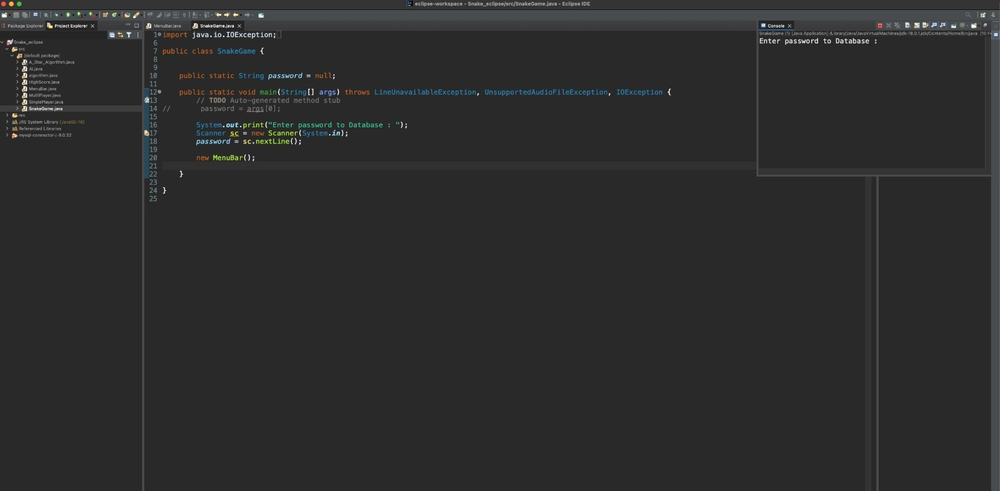 eclipse-workspace - Snake_eclipse/src/SnakeGame.java - Eclipse IDE
Package Explorer
Project Explorer
Snake_eclipse
src
(default package)
A_Star_Algorithm.java
AI.java
algorithm.java
HighScore.java
MenuBar.java
MultiPlayer.java
SinglePlayer.java
SnakeGame.java
res
JRE System Library [JavaSE-18]
Referenced Libraries
mysql-connector-j-8.0.32
MenuBar.java
SnakeGame.java
1 import java.io.IOException;
6
7 public class SnakeGame {
8
9
10 public static String password = null;
11
12 public static void main(String[] args) throws LineUnavailableException, UnsupportedAudioFileException, IOException {
13 // TODO Auto-generated method stub
14 // password = args[0];
15
16 System.out.print("Enter password to Database : ");
17 Scanner sc = new Scanner(System.in);
18 password = sc.nextLine();
19
20 new MenuBar();
21
22 }
23
24 }
25
Console
SnakeGame (1) [Java Application] /Library/Java/JavaVirtualMachines/jdk-18.0.1.jdk/Contents/Home/bin/java (10 Fe
Enter password to Database :